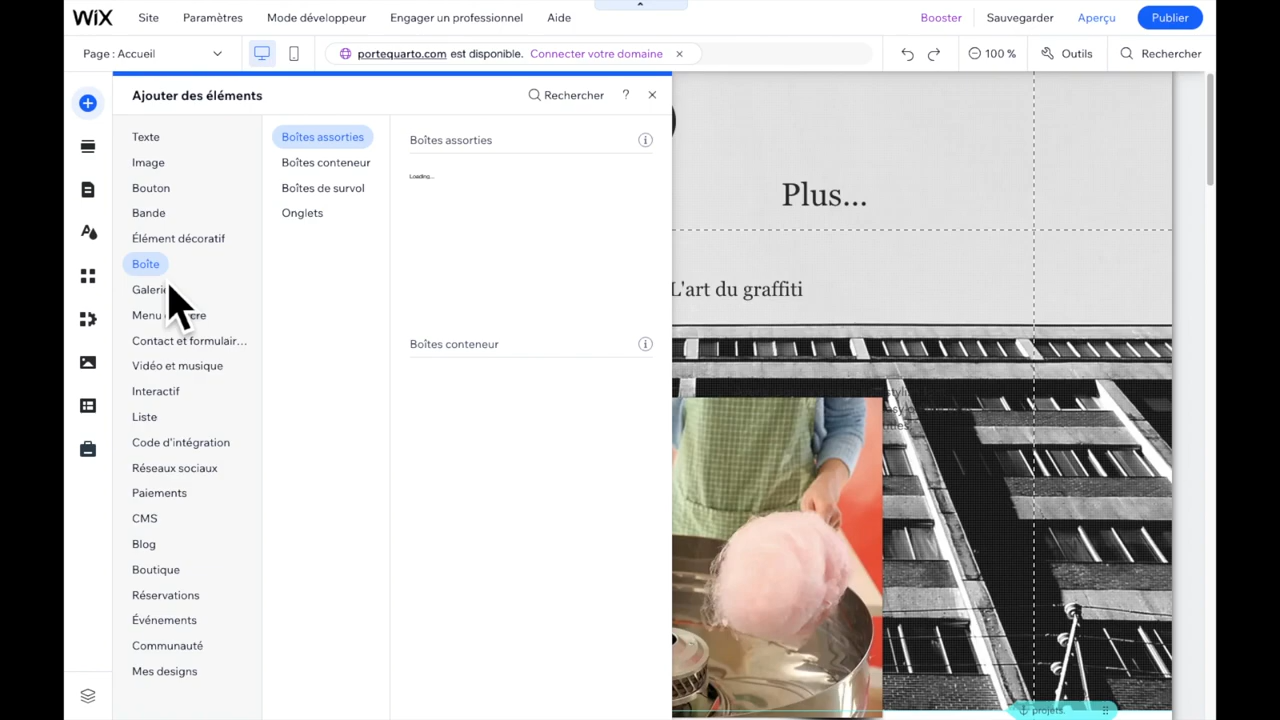 WiX Site Paramètres Mode développeur Engager un professionnel Aide Booster Sauvegarder Aperçu Publier
Page : Accueil portequarto.com est disponible. Connecter votre domaine 100 % Outils Rechercher
Ajouter des éléments Rechercher ?
Texte
Image
Bouton
Bande
Élément décoratif
Boîte
Galerie
Menu
Contact et formulair...
Vidéo et musique
Interactif
Liste
Code d'intégration
Réseaux sociaux
Paiements
CMS
Blog
Boutique
Réservations
Événements
Communauté
Mes designs
Boîtes assorties
Boîtes conteneur
Boîtes de survol
Onglets
Boîtes assorties
Loading...
Boîtes conteneur
Plus...
L'art du graffiti
projets